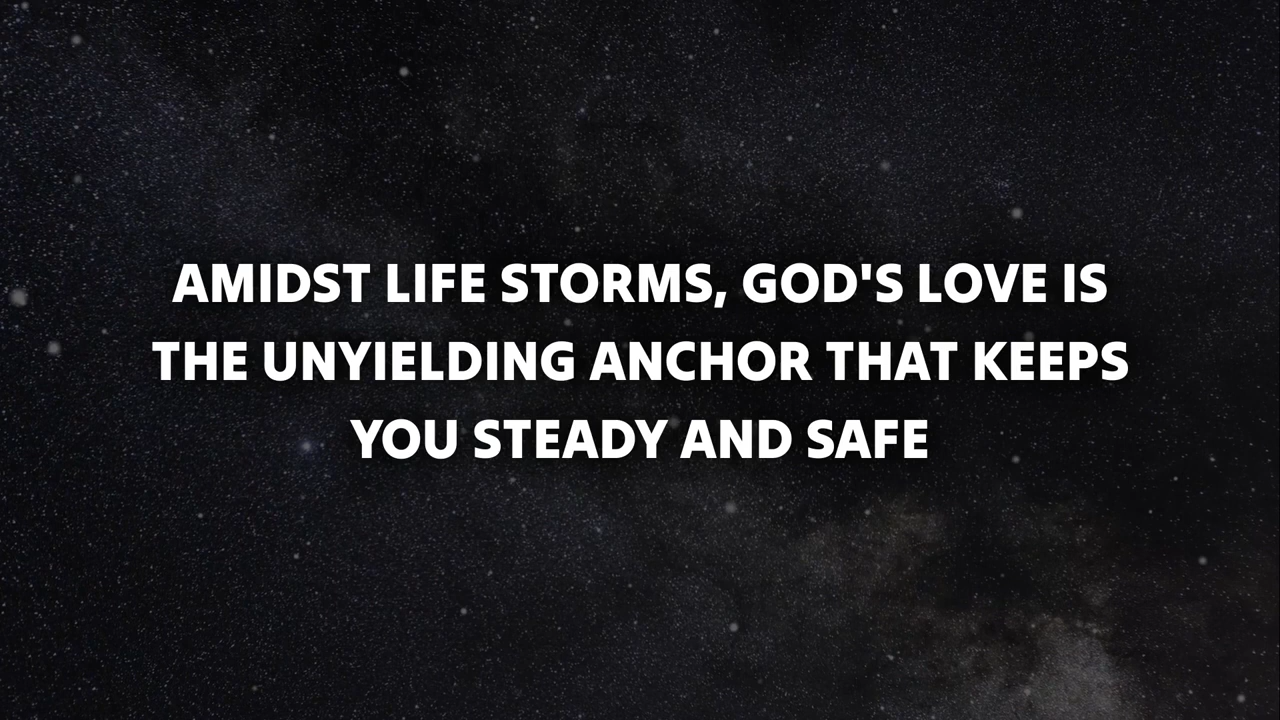 AMIDST LIFE STORMS, GOD'S LOVE IS
THE UNYIELDING ANCHOR THAT KEEPS
YOU STEADY AND SAFE